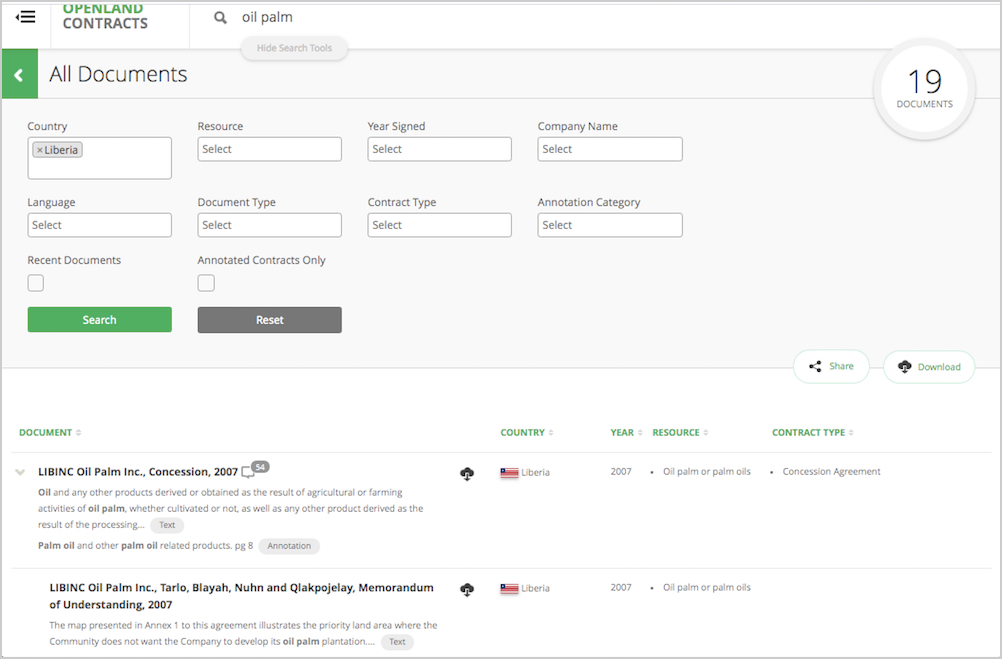 OPENLAND
CONTRACTS
oil palm
Hide Search Tools
All Documents
19
DOCUMENTS
Country
Resource
Year Signed
Company Name
×Liberia
Select
Select
Select
Language
Document Type
Contract Type
Annotation Category
Select
Select
Select
Select
Recent Documents
Annotated Contracts Only
Search
Reset
Share
Download
DOCUMENT
COUNTRY
YEAR
RESOURCE
CONTRACT TYPE
LIBINC Oil Palm Inc., Concession, 2007 54
Liberia
2007
• Oil palm or palm oils
• Concession Agreement
Oil and any other products derived or obtained as the result of agricultural or farming
activities of oil palm, whether cultivated or not, as well as any other product derived as the
result of the processing... Text
Palm oil and other palm oil related products. pg 8 Annotation
LIBINC Oil Palm Inc., Tarlo, Blayah, Nuhn and Qlakpojelay, Memorandum
of Understanding, 2007
Liberia
2007
• Oil palm or palm oils
The map presented in Annex 1 to this agreement illustrates the priority land area where the
Community does not want the Company to develop its oil palm plantation.... Text